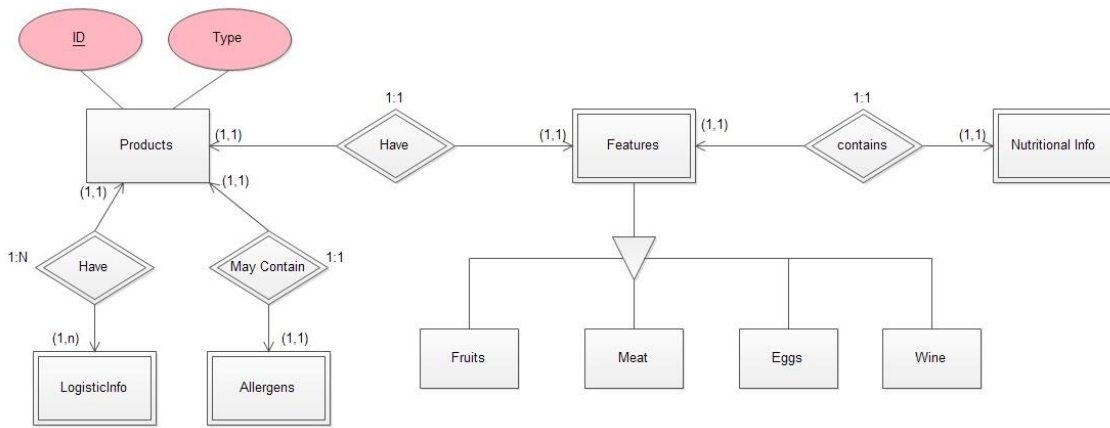 ID
Type
1:1
1:1
Products
(1,1)
Have
(1,1)
Features
(1,1)
contains
(1,1)
Nutritional Info
(1,1)
(1,1)
1:N
Have
May Contain
1:1
(1,n)
(1,1)
Fruits
Meat
Eggs
Wine
LogisticInfo
Allergens